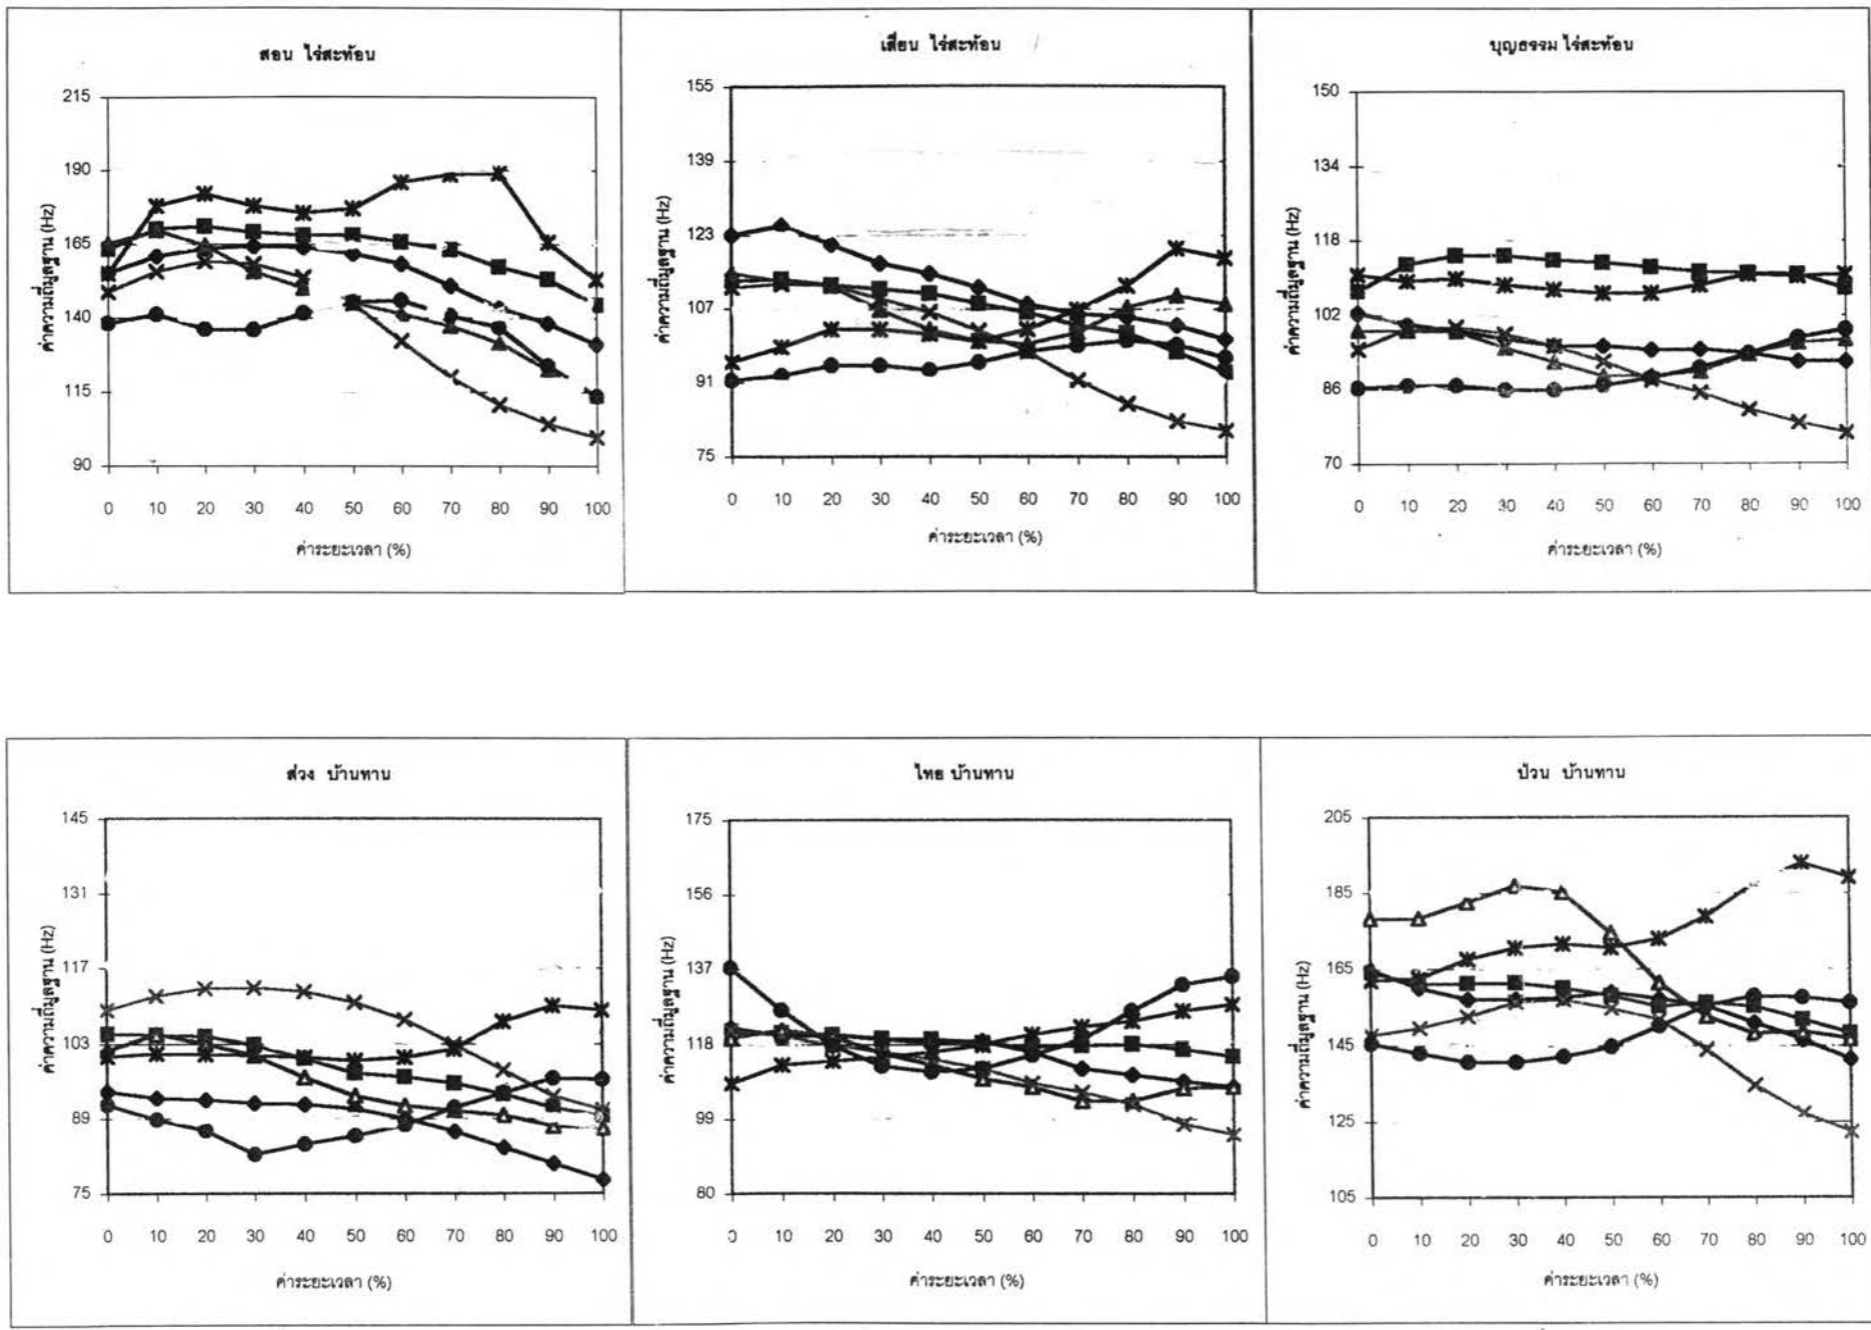 สอน ไร่สะท้อน
215
190
165
140
115
90
ค่าความถี่มูลฐาน (Hz)
0 10 20 30 40 50 60 70 80 90 100
ค่าระยะเวลา (%)
เสียน ไร่สะท้อน
155
139
123
107
91
75
ค่าความถี่มูลฐาน (Hz)
0 10 20 30 40 50 60 70 80 90 100
ค่าระยะเวลา (%)
บุญธรรม ไร่สะท้อน
150
134
118
102
86
70
ค่าความถี่มูลฐาน (Hz)
0 10 20 30 40 50 60 70 80 90 100
ค่าระยะเวลา (%)
ส่วง บ้านทาน
145
131
117
103
89
75
ค่าความถี่มูลฐาน (Hz)
0 10 20 30 40 50 60 70 80 90 100
ค่าระยะเวลา (%)
ไทย บ้านทาน
175
156
137
118
99
80
ค่าความถี่มูลฐาน (Hz)
0 10 20 30 40 50 60 70 80 90 100
ค่าระยะเวลา (%)
ป่วน บ้านทาน
205
185
165
145
125
105
ค่าความถี่มูลฐาน (Hz)
0 10 20 30 40 50 60 70 80 90 100
ค่าระยะเวลา (%)